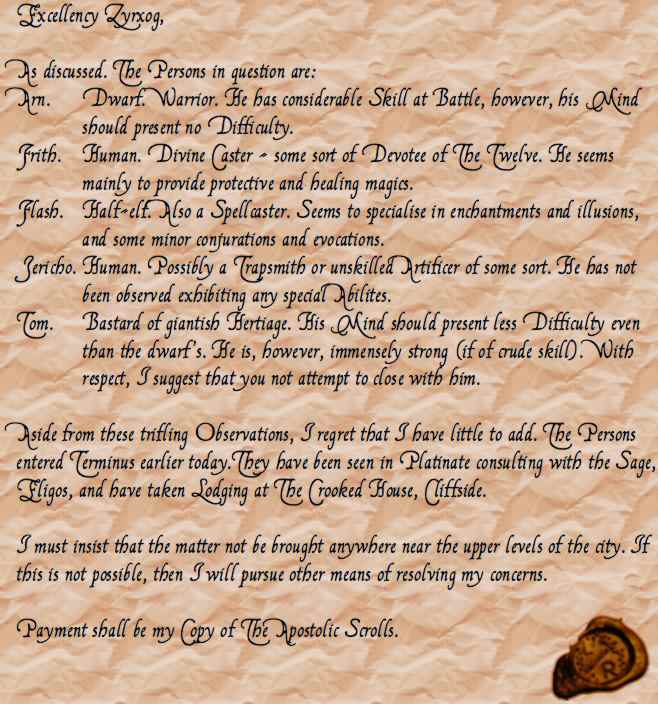 Excellency Zyrxog,
As discussed. The Persons in question are:
Arn. Dwarf. Warrior. He has considerable Skill at Battle, however, his Mind
should present no Difficulty.
Frith. Human. Divine Caster - some sort of Devotee of The Twelve. He seems
mainly to provide protective and healing magics.
Flash. Half-elf. Also a Spellcaster. Seems to specialise in enchantments and illusions,
and some minor conjurations and evocations.
Jericho. Human. Possibly a Trapsmith or unskilled Artificer of some sort. He has not
been observed exhibiting any special Abilites.
Tom. Bastard of giantish Hertiage. His Mind should present less Difficulty even
than the dwarf's. He is, however, immensely strong (if of crude skill). With
respect, I suggest that you not attempt to close with him.
Aside from these trifling Observations, I regret that I have little to add. The Persons
entered Terminus earlier today. They have been seen in Platinate consulting with the Sage,
Eligos, and have taken Lodging at The Crooked House, Cliffside.
I must insist that the matter not be brought anywhere near the upper levels of the city. If
this is not possible, then I will pursue other means of resolving my concerns.
Payment shall be my Copy of The Apostolic Scrolls.
R